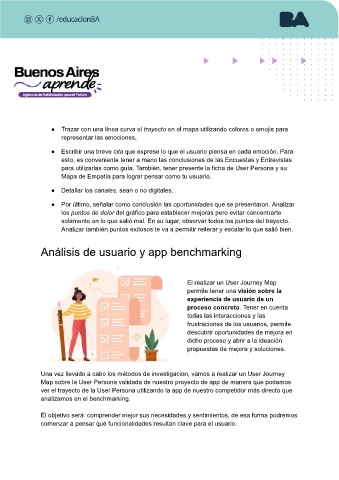 /educacionBA
BA
Buenos Aires
aprende
Agencia de Habilidades para el Futuro
● Trazar con una línea curva el trayecto en el mapa utilizando colores o emojis para
representar las emociones.
● Escribir una breve cita que exprese lo que el usuario piensa en cada emoción. Para
esto, es conveniente tener a mano las conclusiones de las Encuestas y Entrevistas
para utilizarlas como guía. También, tener presente la ficha de User Persona y su
Mapa de Empatía para lograr pensar como tu usuario.
● Detallar los canales, sean o no digitales.
● Por último, señalar como conclusión las oportunidades que se presentaron. Analizar
los puntos de dolor del gráfico para establecer mejoras pero evitar concentrarte
solamente en lo que salió mal. En su lugar, observar todos los puntos del trayecto.
Analizar también puntos exitosos te va a permitir reiterar y escalar lo que salió bien.
Análisis de usuario y app benchmarking
El realizar un User Journey Map
permite tener una visión sobre la
experiencia de usuario de un
proceso concreto. Tener en cuenta
todas las interacciones y las
frustraciones de los usuarios, permite
descubrir oportunidades de mejora en
dicho proceso y abrir a la ideación
propuestas de mejora y soluciones.
Una vez llevado a cabo los métodos de investigación, vamos a realizar un User Journey
Map sobre la User Persona validada de nuestro proyecto de app de manera que podamos
ver el trayecto de la User Persona utilizando la app de nuestro competidor más directo que
analizamos en el benchmarking.
El objetivo será: comprender mejor sus necesidades y sentimientos, de esa forma podremos
comenzar a pensar qué funcionalidades resultan clave para el usuario.